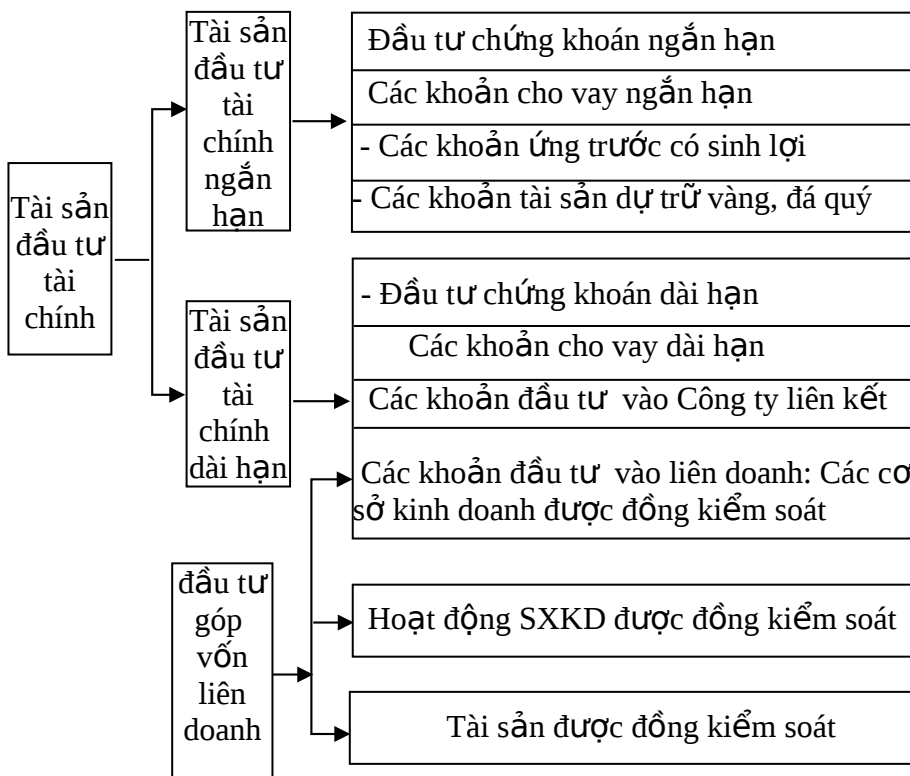 Tài sản
đầu tư
tài
chính
Tài sản
đầu tư
tài
chính
ngắn
hạn
Đầu tư chứng khoán ngắn hạn
Các khoản cho vay ngắn hạn
- Các khoản ứng trước có sinh lợi
- Các khoản tài sản dự trữ vàng, đá quý
Tài sản
đầu tư
tài
chính
dài hạn
- Đầu tư chứng khoán dài hạn
Các khoản cho vay dài hạn
Các khoản đầu tư vào Công ty liên kết
Các khoản đầu tư vào liên doanh: Các cơ
sở kinh doanh được đồng kiểm soát
đầu tư
góp
vốn
liên
doanh
Hoạt động SXKD được đồng kiểm soát
Tài sản được đồng kiểm soát